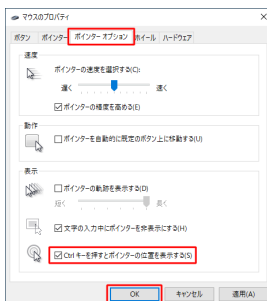 マウスのプロパティ
ボタン ポインター ポインター オプション ホイール ハードウェア
速度
ポインターの速度を選択する(C):
遅く 速く
ポインターの精度を高める(E)
動作
ポインターを自動的に既定のボタン上に移動する(U)
表示
ポインターの軌跡を表示する(D)
短く 長く
文字の入力中にポインターを非表示にする(H)
Ctrl キーを押すとポインターの位置を表示する(S)
OK キャンセル 適用(A)